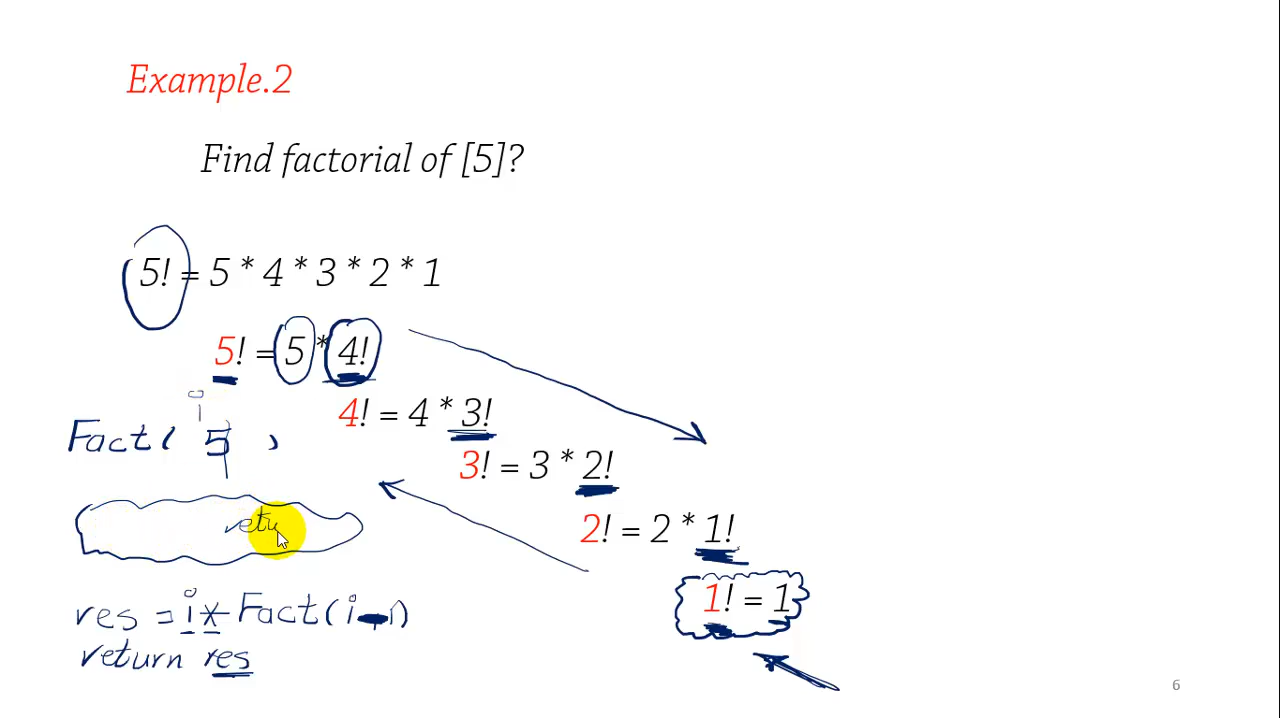 Example.2
Find factorial of [5]?
5! = 5 * 4 * 3 * 2 * 1
5! = 5 * 4!
4! = 4 * 3!
i
Fact( 5 )
3! = 3 * 2!
retu
2! = 2 * 1!
1! = 1
res = i * Fact(i-1)
return res
6